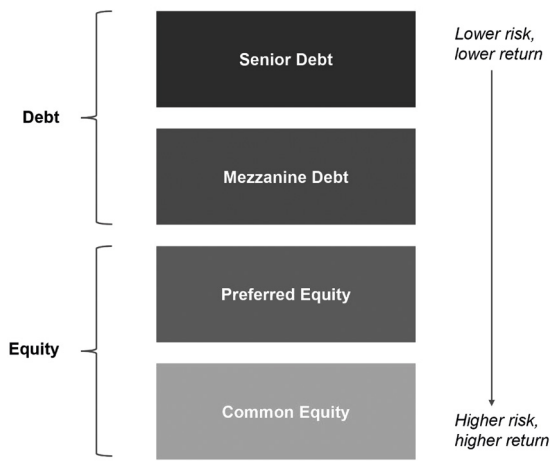 Lower risk,
lower return
Senior Debt
Debt
Mezzanine Debt
Preferred Equity
Equity
Common Equity
Higher risk,
higher return